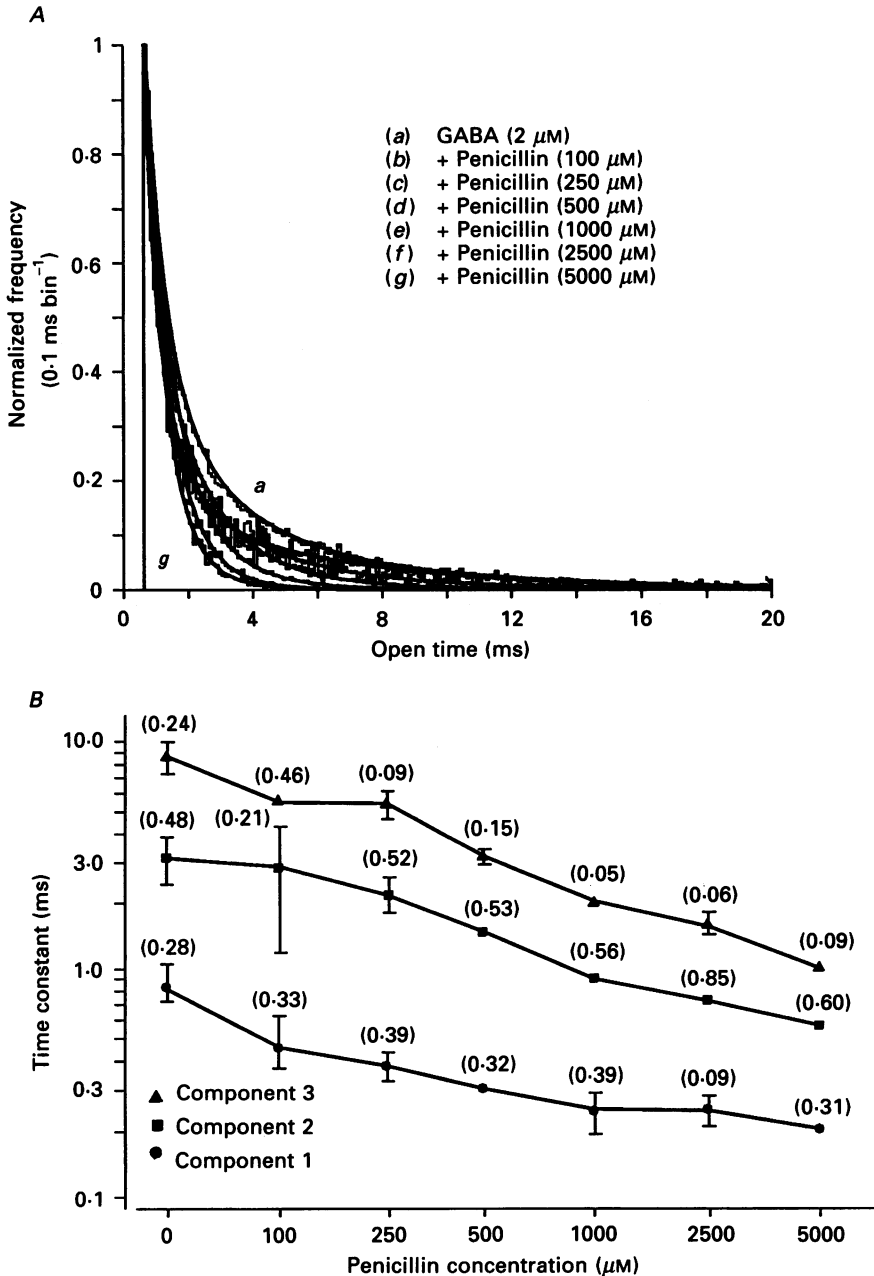 A
Normalized frequency
(0·1 ms bin⁻¹)
1
0·8
0·6
0·4
0·2
0
(a) GABA (2 μM)
(b) + Penicillin (100 μM)
(c) + Penicillin (250 μM)
(d) + Penicillin (500 μM)
(e) + Penicillin (1000 μM)
(f) + Penicillin (2500 μM)
(g) + Penicillin (5000 μM)
a
g
0 4 8 12 16 20
Open time (ms)
B
Time constant (ms)
10·0
3·0
1·0
0·3
0·1
(0·24)
(0·46) (0·09)
(0·15)
(0·05) (0·06)
(0·09)
(0·48) (0·21)
(0·52) (0·53)
(0·56) (0·85) (0·60)
(0·28)
(0·33)
(0·39) (0·32) (0·39) (0·09)
(0·31)
▲ Component 3
■ Component 2
● Component 1
0 100 250 500 1000 2500 5000
Penicillin concentration (μM)